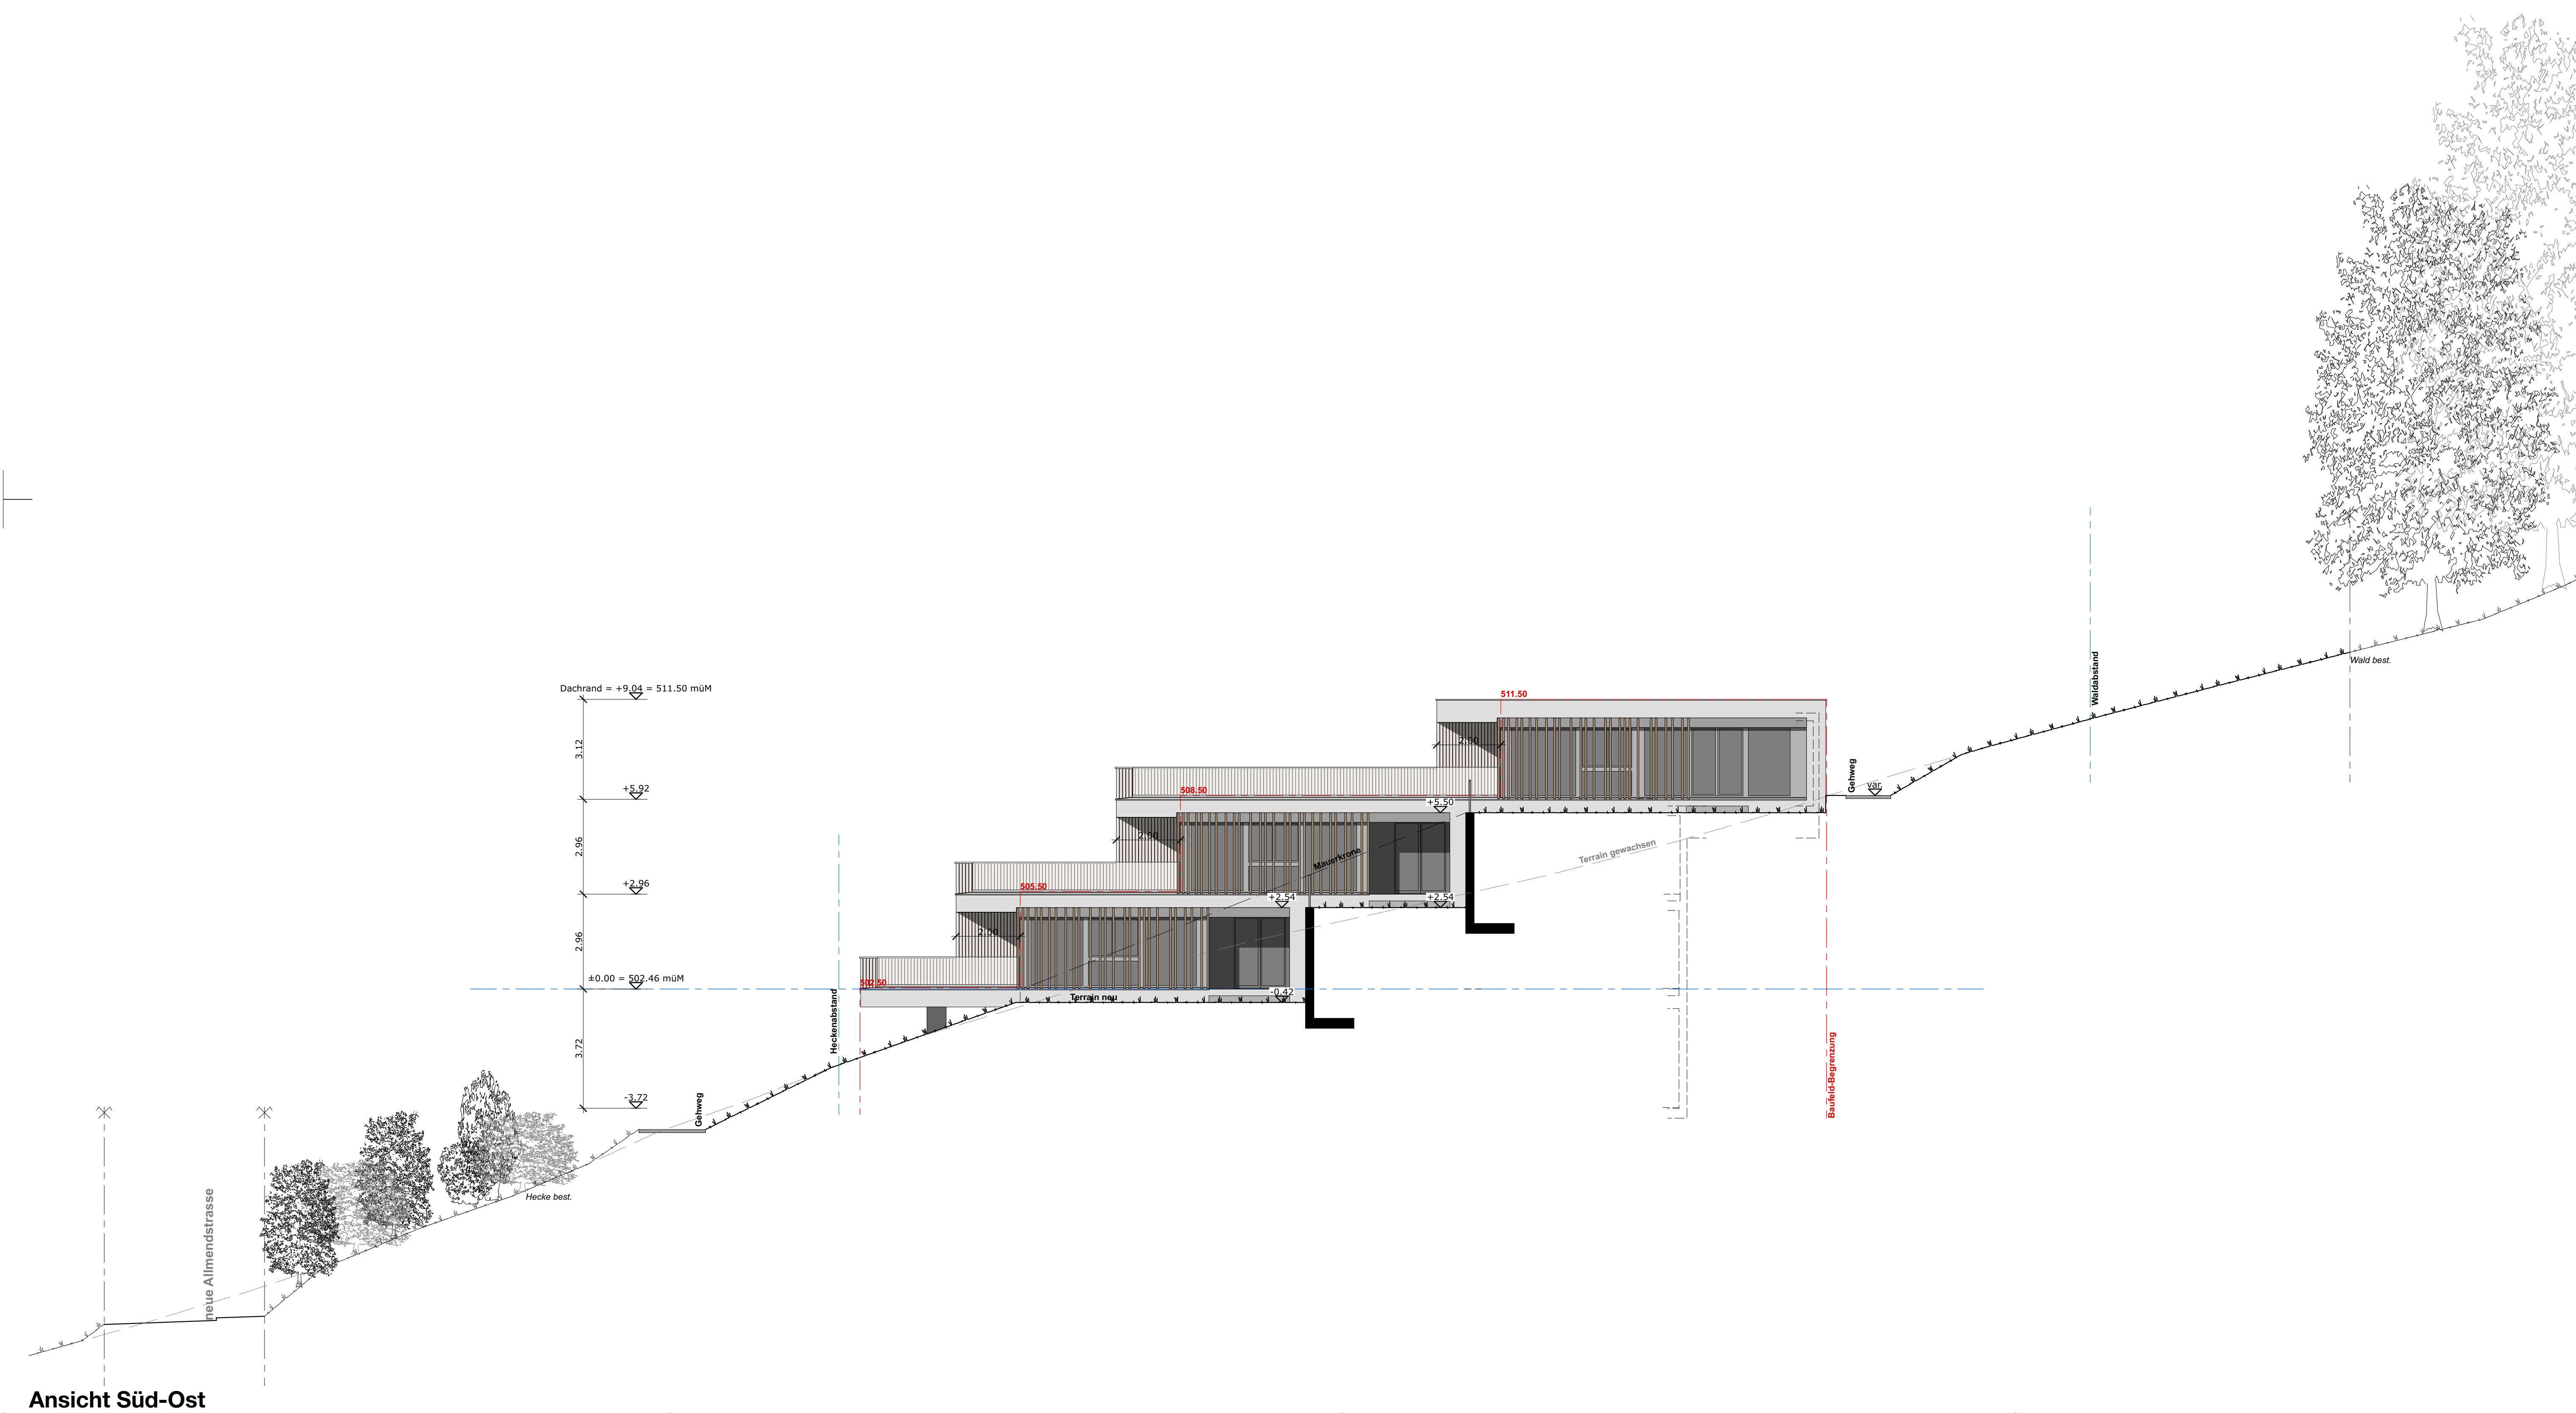 Wald best.
Waldabstand
Dachrand = +9.04 = 511.50 müM
511.50
3.12
2.00
Gehweg
var.
+5.92
508.50
+5.50
2.96
2.00
Mauerkrone
Terrain gewachsen
+2.96
505.50
+2.54
+2.54
2.96
2.00
±0.00 = 502.46 müM
502.50
-0.42
Terrain neu
Heckenabstand
3.72
Baufeld-Begrenzung
-3.72
Gehweg
Hecke best.
neue Allmendstrasse
Ansicht Süd-Ost